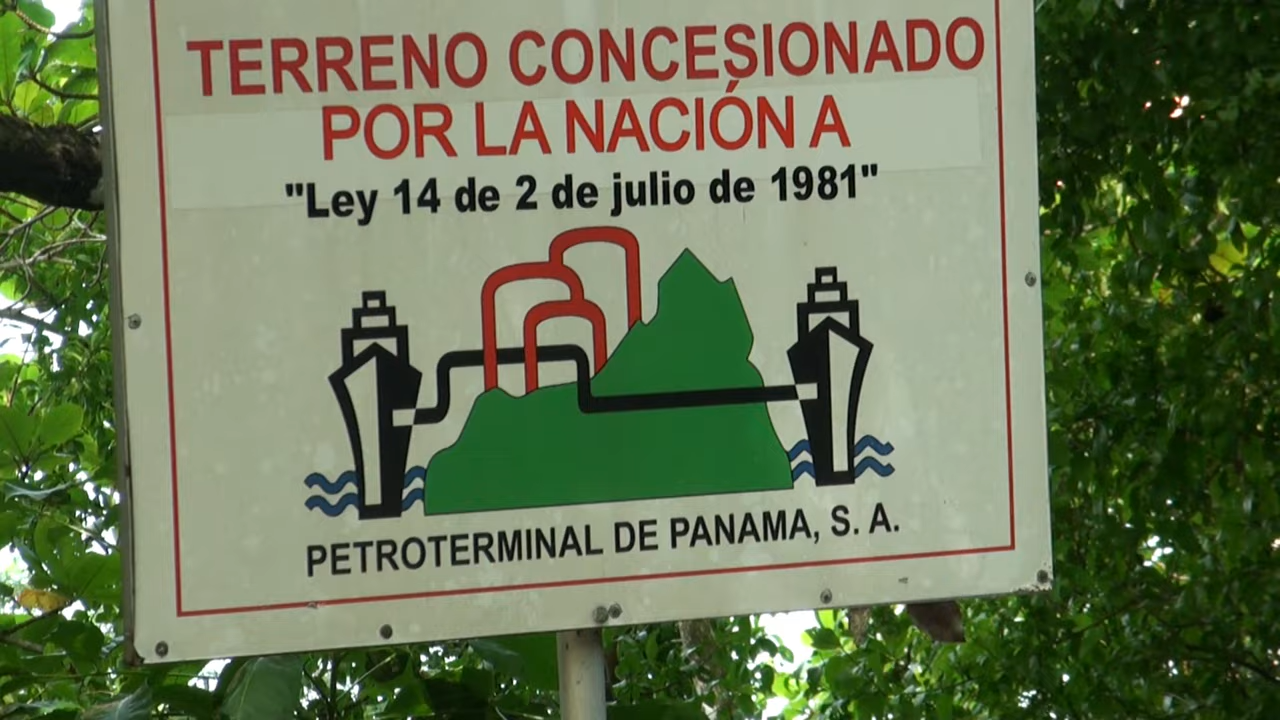 TERRENO CONCESIONADO
POR LA NACIÓN A
"Ley 14 de 2 de julio de 1981"
PETROTERMINAL DE PANAMA, S. A.